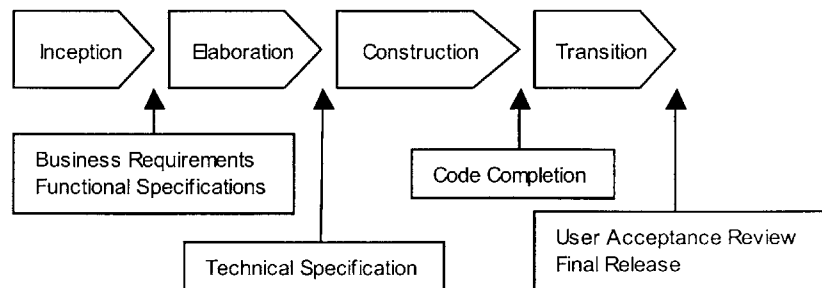 Inception
Elaboration
Construction
Transition
Business Requirements
Functional Specifications
Code Completion
User Acceptance Review
Final Release
Technical Specification